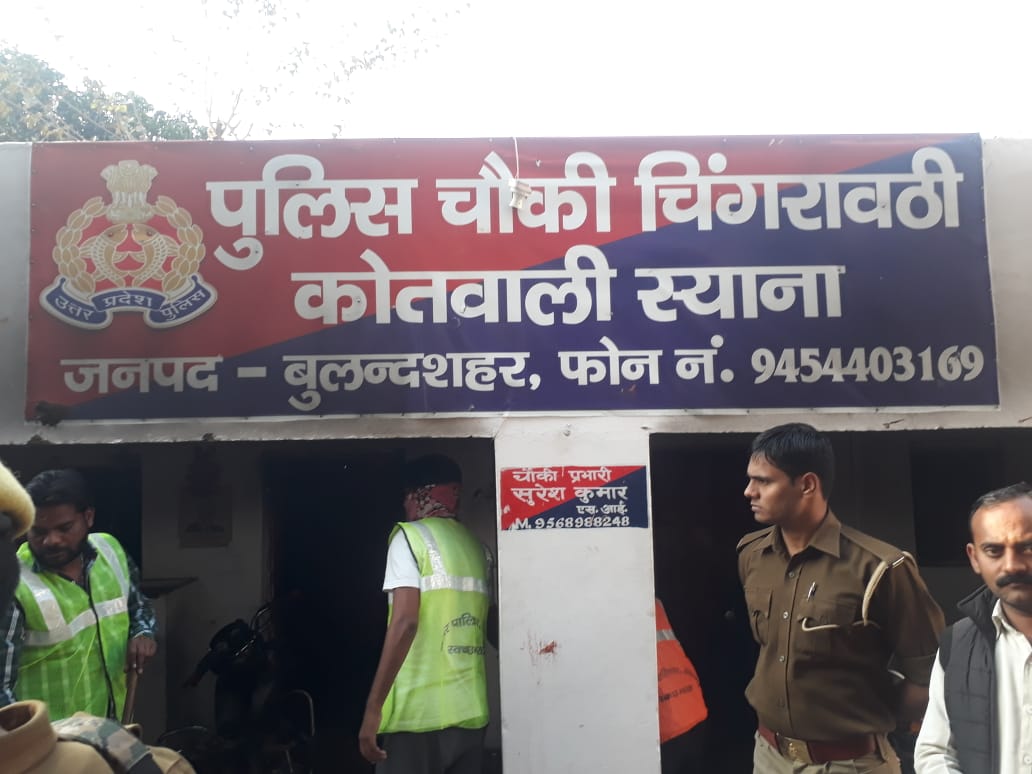 पुलिस चौकी चिंगरावठी
कोतवाली स्याना
जनपद - बुलन्दशहर, फोन नं. 9454403169
उत्तर प्रदेश पुलिस
चौकी प्रभारी
सुरेश कुमार
एस.आई.
M. 9568988248